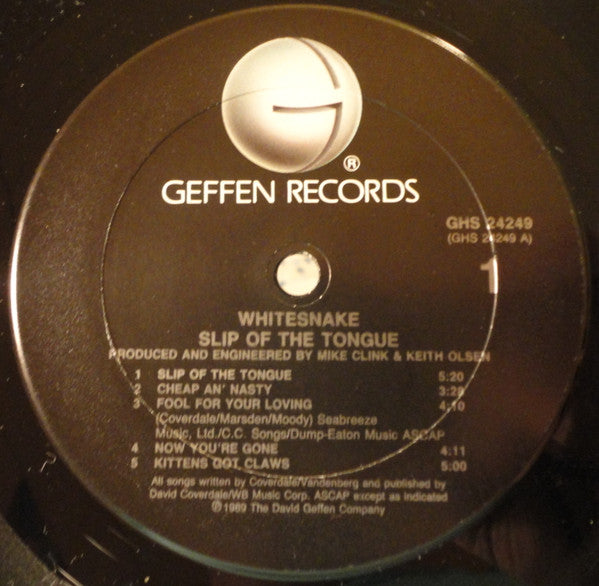 G
®
GEFFEN RECORDS
GHS 24249
(GHS 24249 A)
1
WHITESNAKE
SLIP OF THE TONGUE
PRODUCED AND ENGINEERED BY MIKE CLINK & KEITH OLSEN
1 SLIP OF THE TONGUE 5:20
2 CHEAP AN' NASTY 3:28
3 FOOL FOR YOUR LOVING 4:10
(Coverdale/Marsden/Moody) Seabreeze
Music, Ltd./C.C. Songs/Dump-Eaton Music ASCAP
4 NOW YOU'RE GONE 4:11
5 KITTENS GOT CLAWS 5:00
All songs written by Coverdale/Vandenberg and published by
David Coverdale/WB Music Corp. ASCAP except as indicated
℗1989 The David Geffen Company